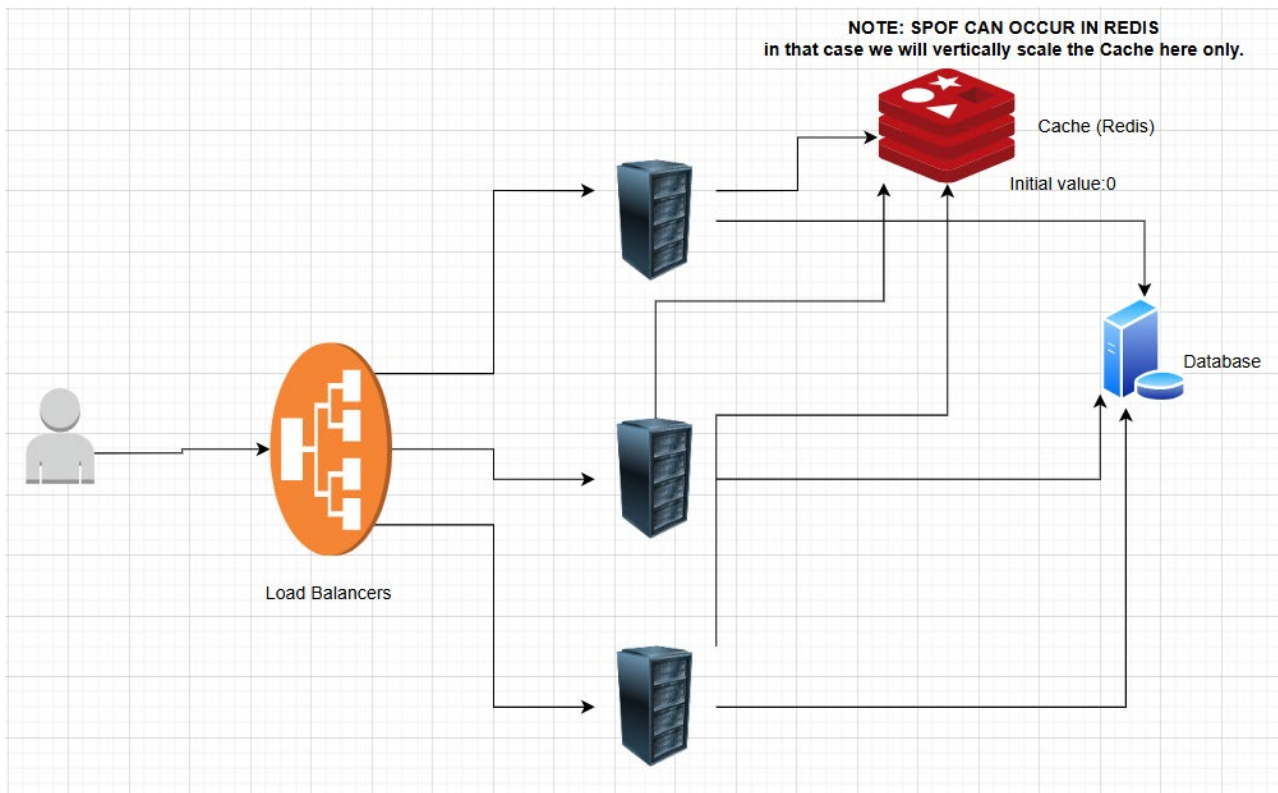 NOTE: SPOF CAN OCCUR IN REDIS
in that case we will vertically scale the Cache here only.
Cache (Redis)
Initial value:0
Database
Load Balancers